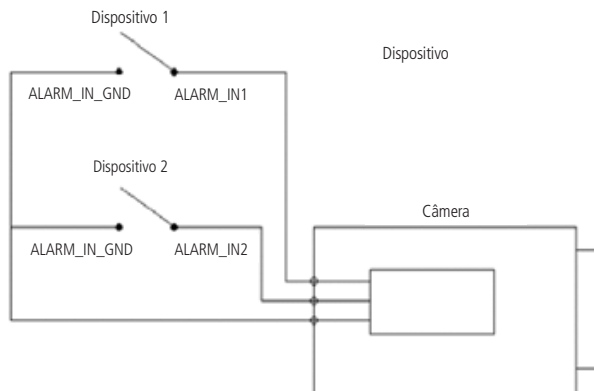 Dispositivo 1
Dispositivo
ALARM_IN_GND
ALARM_IN1
Dispositivo 2
Câmera
ALARM_IN_GND
ALARM_IN2